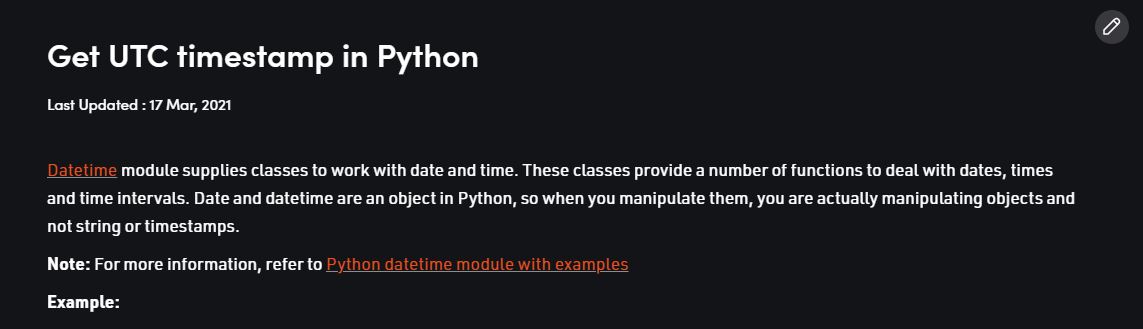 Get UTC timestamp in Python
Last Updated : 17 Mar, 2021
Datetime module supplies classes to work with date and time. These classes provide a number of functions to deal with dates, times
and time intervals. Date and datetime are an object in Python, so when you manipulate them, you are actually manipulating objects and
not string or timestamps.
Note: For more information, refer to Python datetime module with examples
Example: